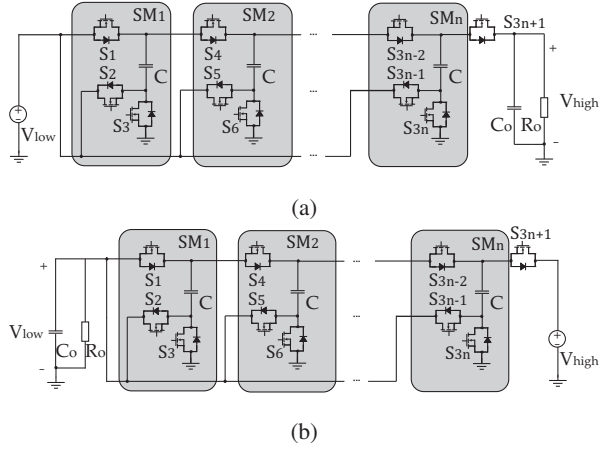 SM1 SM2 SMn S3n+1
S1 S4 ... S3n-2
S2 C S5 C ... S3n-1 C
Vlow S3 S6 S3n Co Ro Vhigh
+ -
...
(a)
SM1 SM2 SMn S3n+1
+ S1 S4 ... S3n-2
Vlow S2 C S5 C S3n-1 C
Co Ro S3 S6 ... S3n Vhigh
-
...
(b)